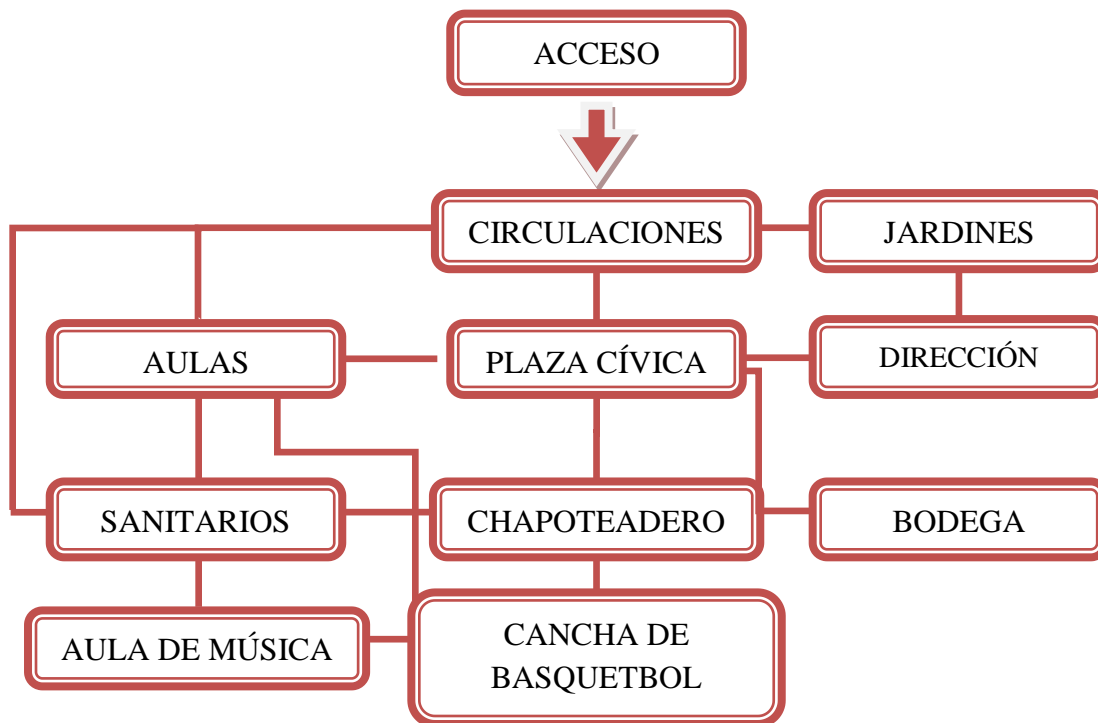 ACCESO
CIRCULACIONES
JARDINES
AULAS
PLAZA CÍVICA
DIRECCIÓN
SANITARIOS
CHAPOTEADERO
BODEGA
AULA DE MÚSICA
CANCHA DE
BASQUETBOL